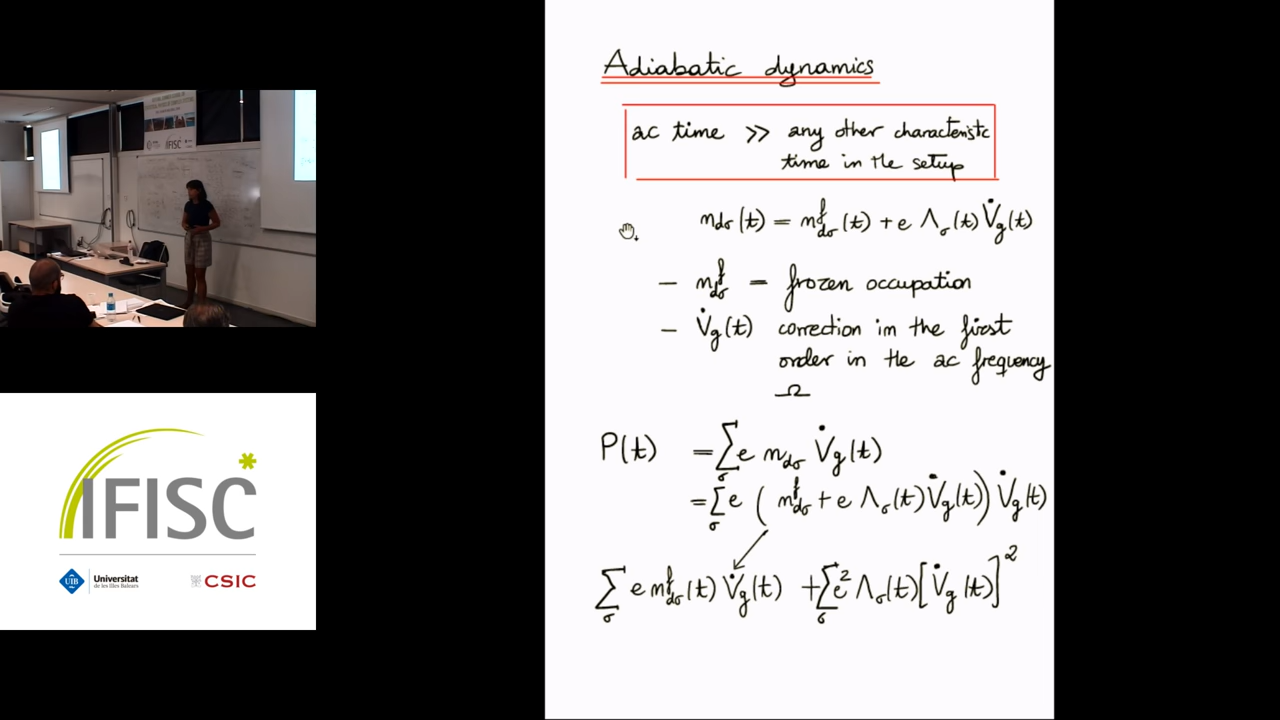 Adiabatic dynamics
ac time >> any other characteristic
time in the setup
n_dσ(t) = n^f_dσ(t) + e Λ_σ(t) V̇_g(t)
– n^f_dσ = frozen occupation
– V̇_g(t) correction in the first
order in the ac frequency
Ω
P(t) = Σ_σ e n_dσ V̇_g(t)
= Σ_σ e ( n^f_dσ + e Λ_σ(t) V̇_g(t) ) V̇_g(t)
Σ_σ e n^f_dσ(t) V̇_g(t) + Σ_σ e² Λ_σ(t) [V̇_g(t)]²
IFISC
IFISC
UIB
Universitat
de les Illes Balears
CSIC